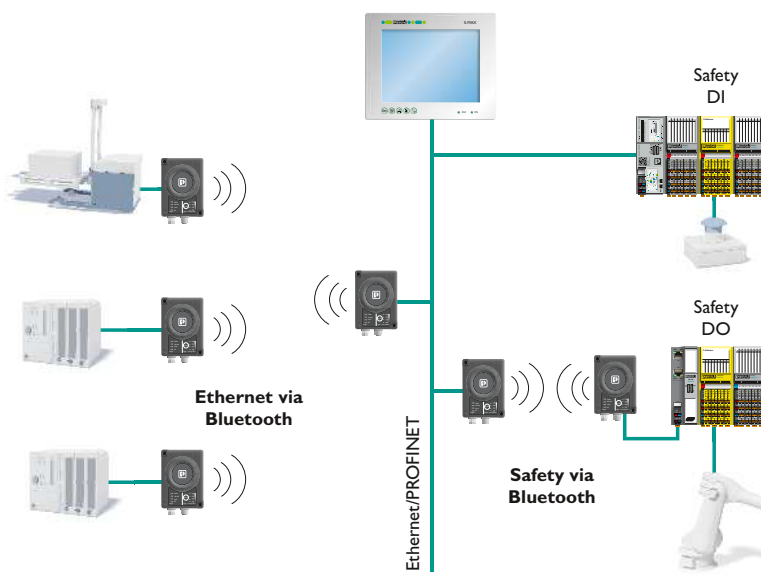 Safety
DI
Safety
DO
Ethernet via
Bluetooth
Safety via
Bluetooth
Ethernet/PROFINET